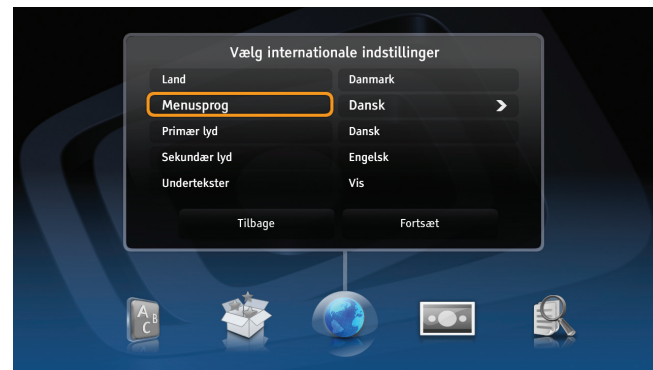 Vælg internationale indstillinger
Land Danmark
Menusprog Dansk
Primær lyd Dansk
Sekundær lyd Engelsk
Undertekster Vis
Tilbage Fortsæt
A B C